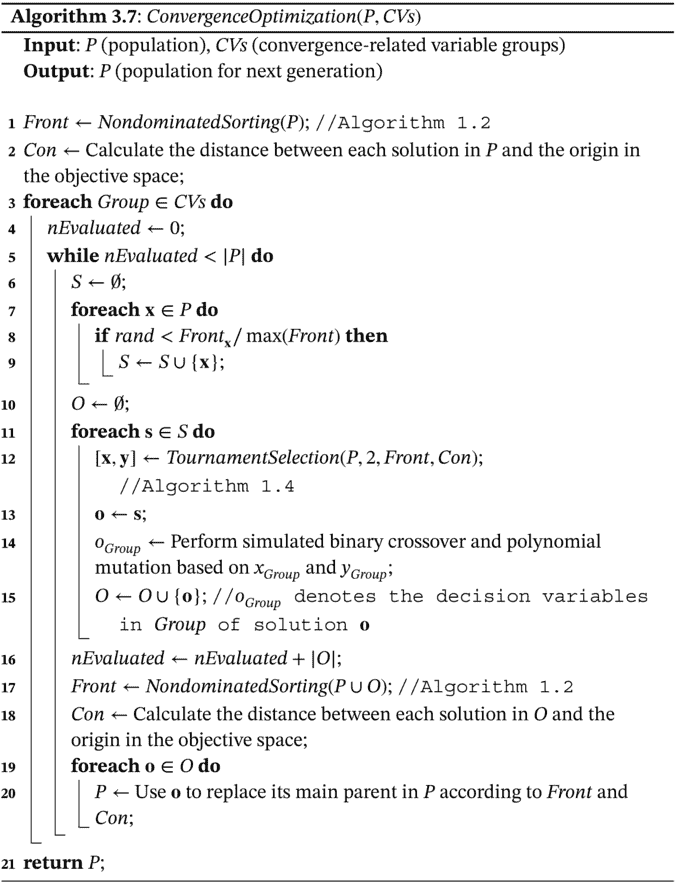 Algorithm 3.7: ConvergenceOptimization(P, CVs)
Input: P (population), CVs (convergence-related variable groups)
Output: P (population for next generation)
1 Front ← NondominatedSorting(P); //Algorithm 1.2
2 Con ← Calculate the distance between each solution in P and the origin in
the objective space;
3 foreach Group ∈ CVs do
4 nEvaluated ← 0;
5 while nEvaluated < |P| do
6 S ← ∅;
7 foreach x ∈ P do
8 if rand < Frontₓ / max(Front) then
9 S ← S ∪ {x};
10 O ← ∅;
11 foreach s ∈ S do
12 [x, y] ← TournamentSelection(P, 2, Front, Con);
//Algorithm 1.4
13 o ← s;
14 o_Group ← Perform simulated binary crossover and polynomial
mutation based on x_Group and y_Group;
15 O ← O ∪ {o}; //o_Group denotes the decision variables
in Group of solution o
16 nEvaluated ← nEvaluated + |O|;
17 Front ← NondominatedSorting(P ∪ O); //Algorithm 1.2
18 Con ← Calculate the distance between each solution in O and the
origin in the objective space;
19 foreach o ∈ O do
20 P ← Use o to replace its main parent in P according to Front and
Con;
21 return P;